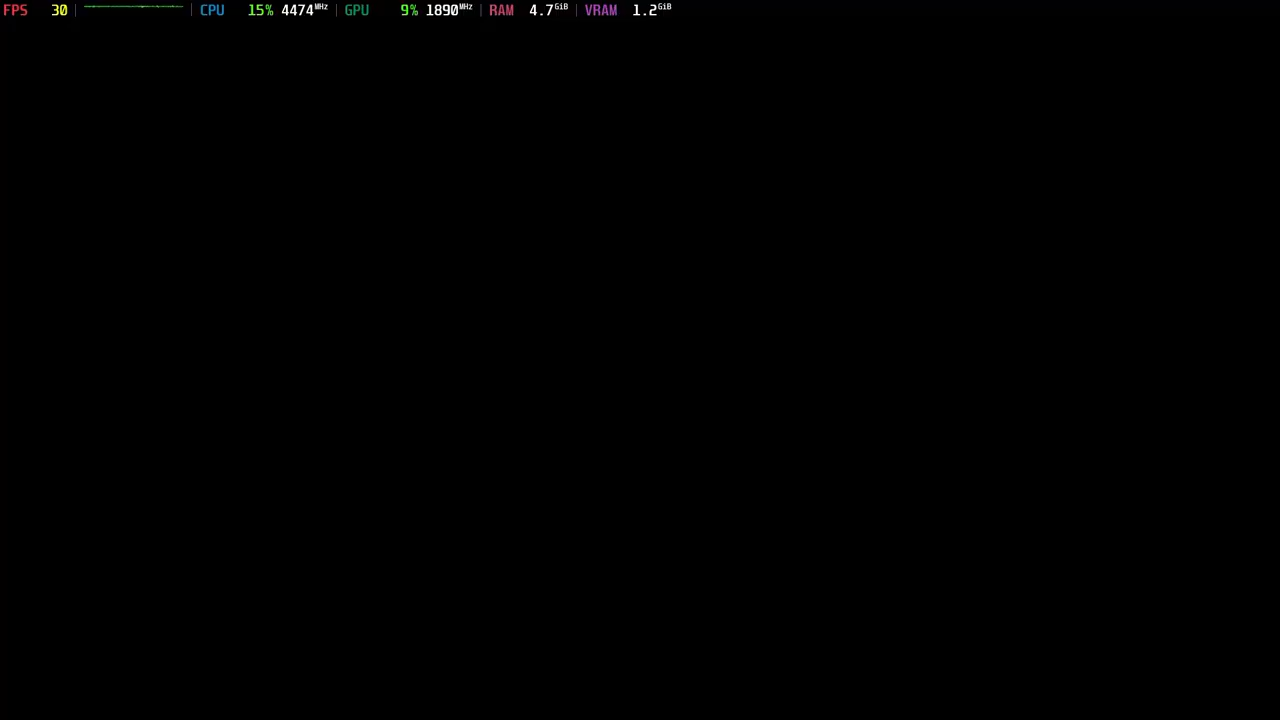 FPS 30 | CPU 15% 4474MHz | GPU 9% 1890MHz | RAM 4.7GiB | VRAM 1.2GiB